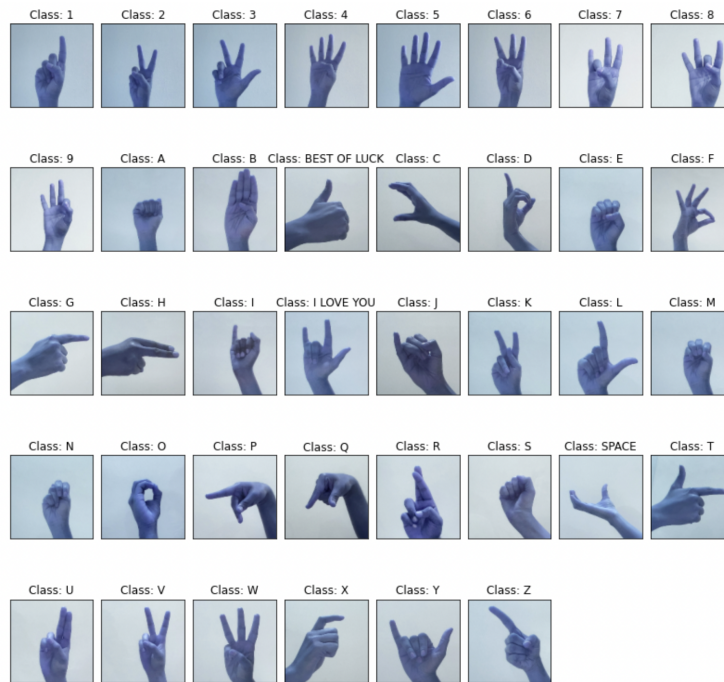 Class: 1 Class: 2 Class: 3 Class: 4 Class: 5 Class: 6 Class: 7 Class: 8
Class: 9 Class: A Class: B Class: BEST OF LUCK Class: C Class: D Class: E Class: F
Class: G Class: H Class: I Class: I LOVE YOU Class: J Class: K Class: L Class: M
Class: N Class: O Class: P Class: Q Class: R Class: S Class: SPACE Class: T
Class: U Class: V Class: W Class: X Class: Y Class: Z